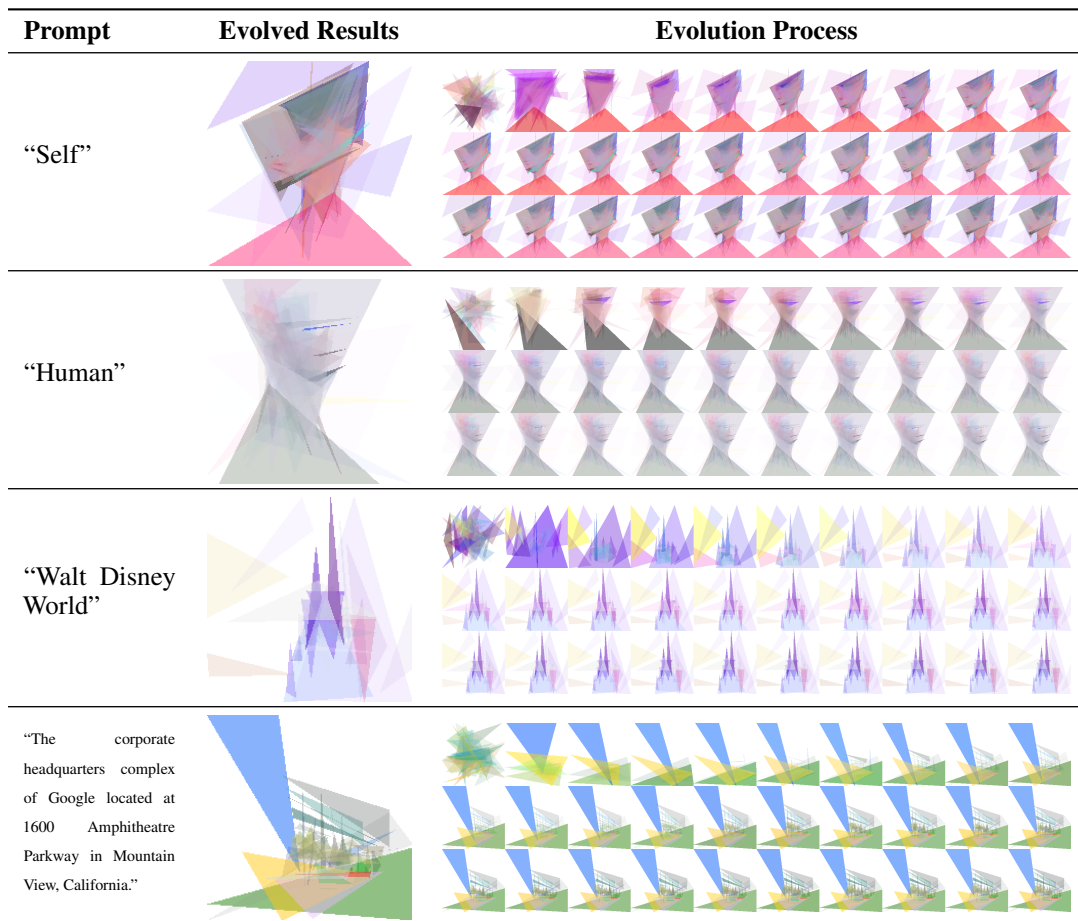 Prompt Evolved Results Evolution Process
“Self”
“Human”
“Walt Disney
World”
“The corporate
headquarters complex
of Google located at
1600 Amphitheatre
Parkway in Mountain
View, California.”